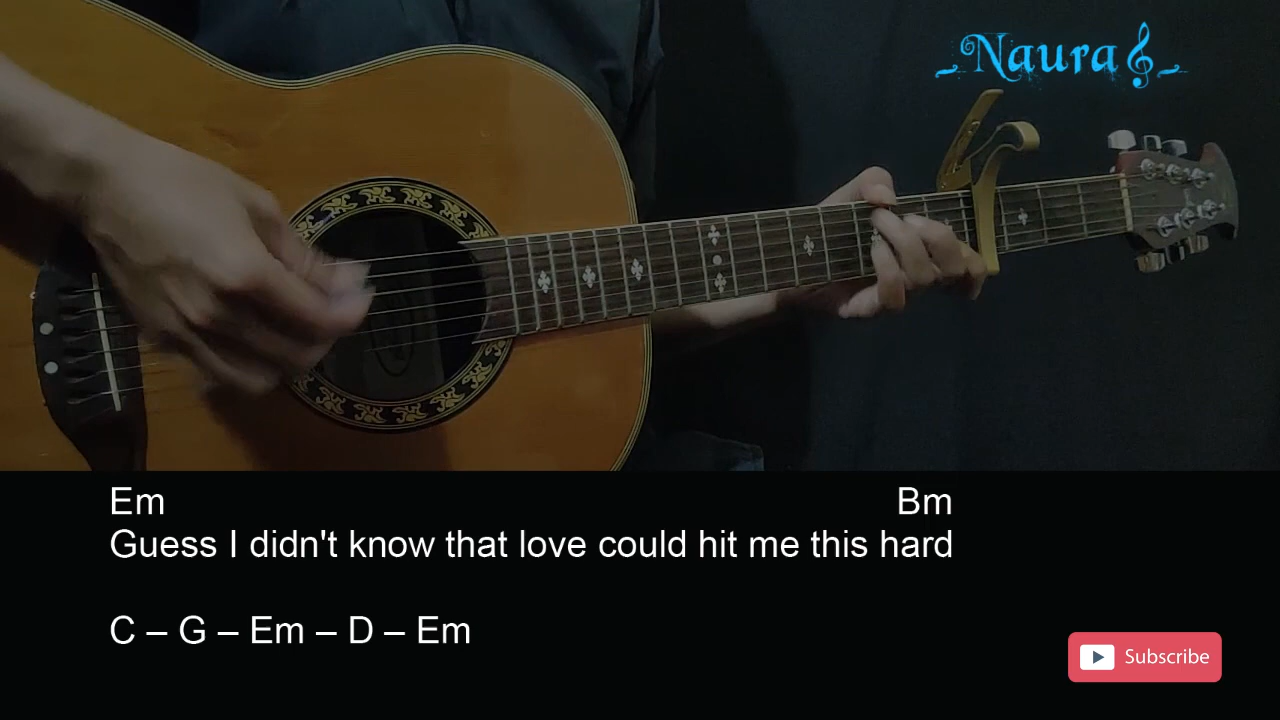 Naura
Em Bm
Guess I didn't know that love could hit me this hard
C – G – Em – D – Em
Subscribe